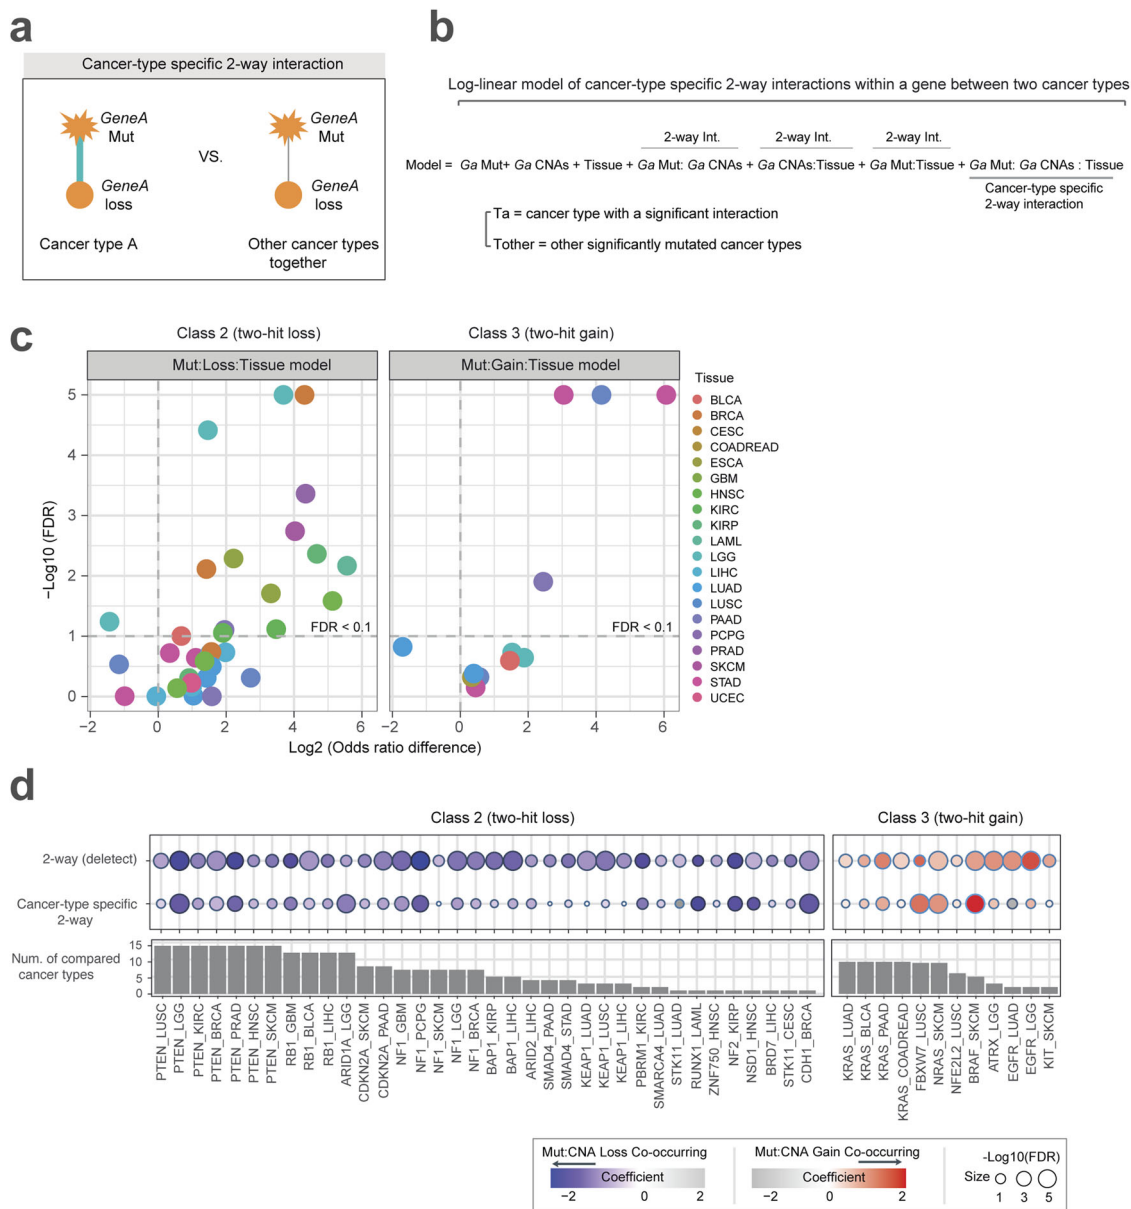 a
Cancer-type specific 2-way interaction
GeneA
Mut
GeneA
loss
Cancer type A
VS.
GeneA
Mut
GeneA
loss
Other cancer types
together
b
Log-linear model of cancer-type specific 2-way interactions within a gene between two cancer types
2-way Int.
2-way Int.
2-way Int.
Model = Ga Mut+ Ga CNAs + Tissue + Ga Mut: Ga CNAs + Ga CNAs:Tissue + Ga Mut:Tissue + Ga Mut: Ga CNAs : Tissue
Cancer-type specific
2-way interaction
Ta = cancer type with a significant interaction
Tother = other significantly mutated cancer types
c
Class 2 (two-hit loss)
Class 3 (two-hit gain)
Mut:Loss:Tissue model
Mut:Gain:Tissue model
−Log10 (FDR)
5
4
3
2
1
0
FDR < 0.1
FDR < 0.1
−2 0 2 4 6
−2 0 2 4 6
Log2 (Odds ratio difference)
Tissue
BLCA
BRCA
CESC
COADREAD
ESCA
GBM
HNSC
KIRC
KIRP
LAML
LGG
LIHC
LUAD
LUSC
PAAD
PCPG
PRAD
SKCM
STAD
UCEC
d
Class 2 (two-hit loss)
Class 3 (two-hit gain)
2-way (deletect)
Cancer-type specific
2-way
Num. of compared
cancer types
15
10
5
0
PTEN_LUSC
PTEN_LGG
PTEN_KIRC
PTEN_BRCA
PTEN_PRAD
PTEN_HNSC
PTEN_SKCM
RB1_GBM
RB1_BLCA
RB1_LIHC
ARID1A_LGG
CDKN2A_SKCM
CDKN2A_PAAD
NF1_GBM
NF1_PCPG
NF1_SKCM
NF1_LGG
NF1_BRCA
BAP1_KIRP
BAP1_LIHC
ARID2_LIHC
SMAD4_PAAD
SMAD4_STAD
KEAP1_LUAD
KEAP1_LUSC
KEAP1_LIHC
PBRM1_KIRC
SMARCA4_LUAD
STK11_LUAD
RUNX1_LAML
ZNF750_HNSC
NF2_KIRP
NSD1_HNSC
BRD7_LIHC
STK11_CESC
CDH1_BRCA
KRAS_LUAD
KRAS_BLCA
KRAS_PAAD
KRAS_COADREAD
FBXW7_LUSC
NRAS_SKCM
NFE2L2_LUSC
BRAF_SKCM
ATRX_LGG
EGFR_LUAD
EGFR_LGG
KIT_SKCM
Mut:CNA Loss Co-occurring
Coefficient
−2 0 2
Mut:CNA Gain Co-occurring
Coefficient
−2 0 2
-Log10(FDR)
Size
1 3 5